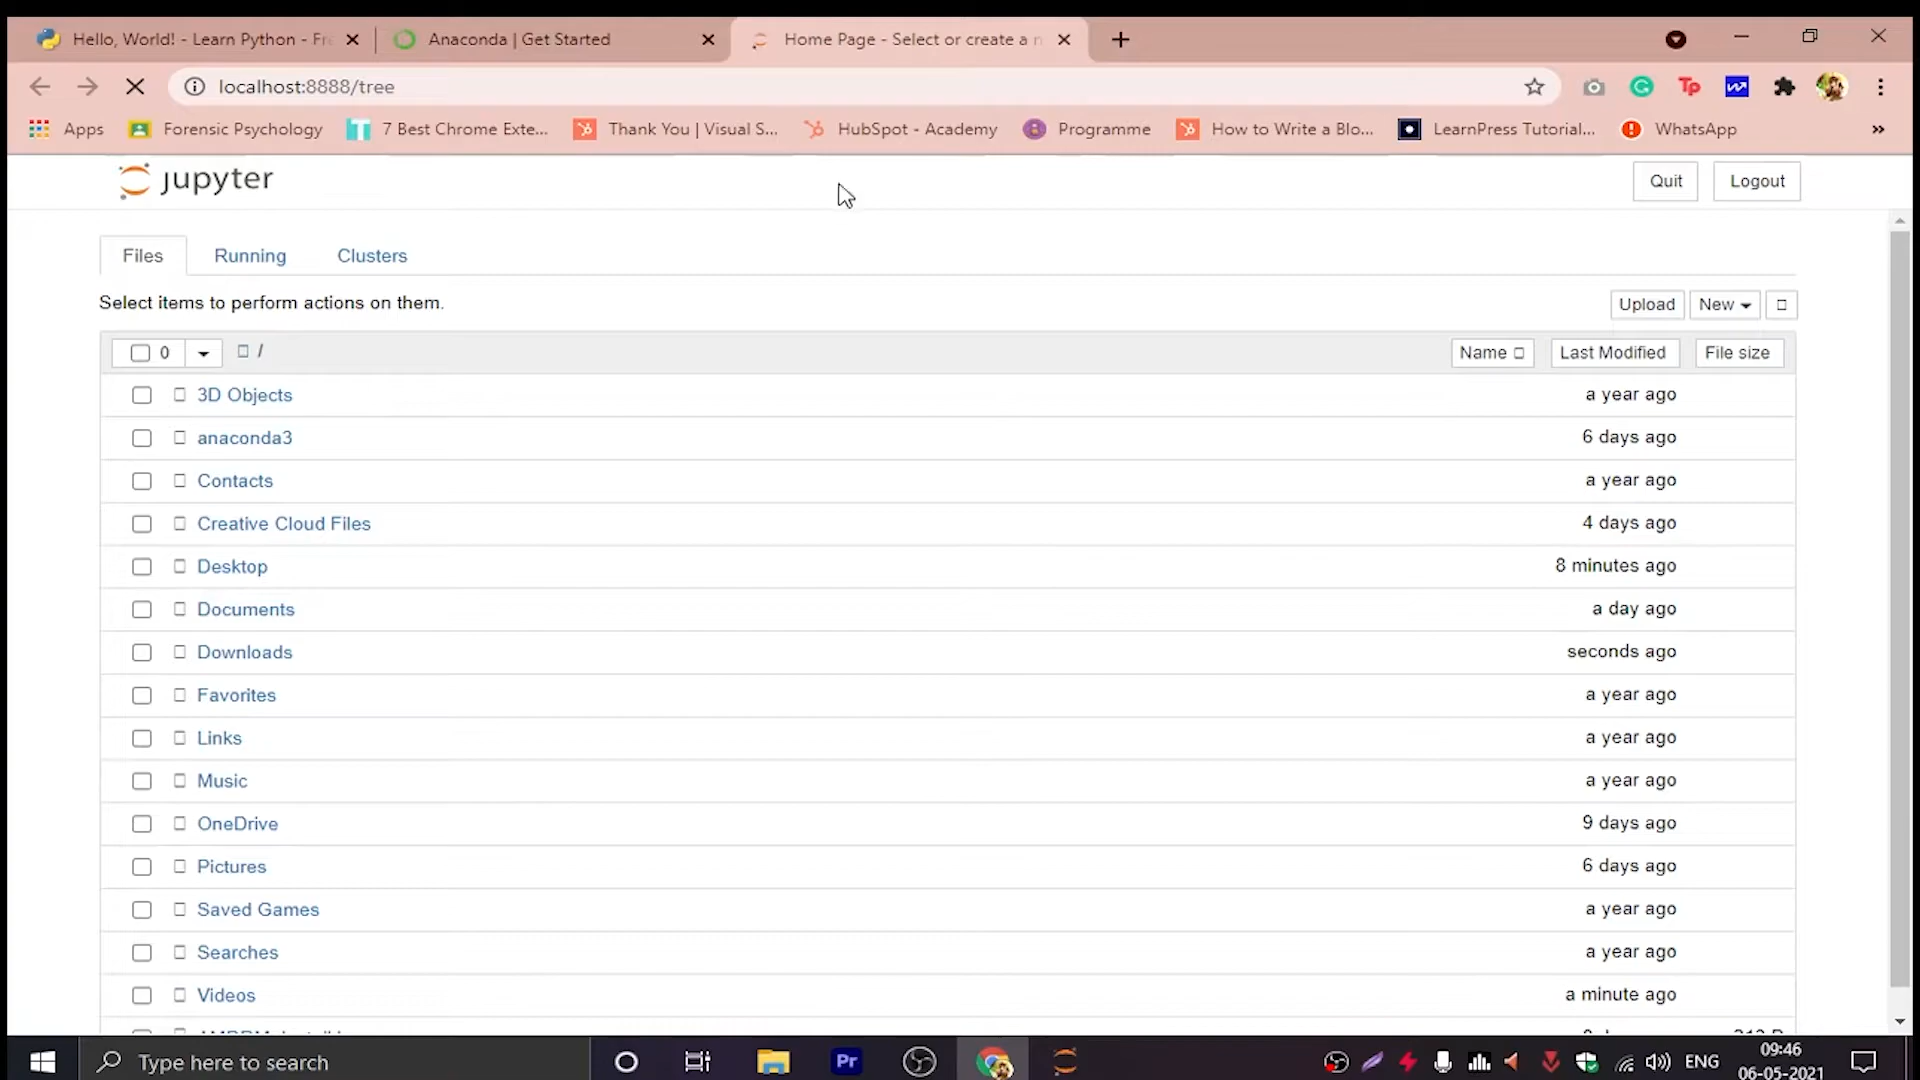 Hello, World! - Learn Python - Fr
Anaconda | Get Started
Home Page - Select or create a n
localhost:8888/tree
Apps
Forensic Psychology
7 Best Chrome Exte...
Thank You | Visual S...
HubSpot - Academy
Programme
How to Write a Blo...
LearnPress Tutorial...
WhatsApp
»
jupyter
Quit
Logout
Files
Running
Clusters
Select items to perform actions on them.
Upload
New
0
/
Name
Last Modified
File size
3D Objects a year ago
anaconda3 6 days ago
Contacts a year ago
Creative Cloud Files 4 days ago
Desktop 8 minutes ago
Documents a day ago
Downloads seconds ago
Favorites a year ago
Links a year ago
Music a year ago
OneDrive 9 days ago
Pictures 6 days ago
Saved Games a year ago
Searches a year ago
Videos a minute ago
Type here to search
Pr
ENG
09:46
06-05-2021